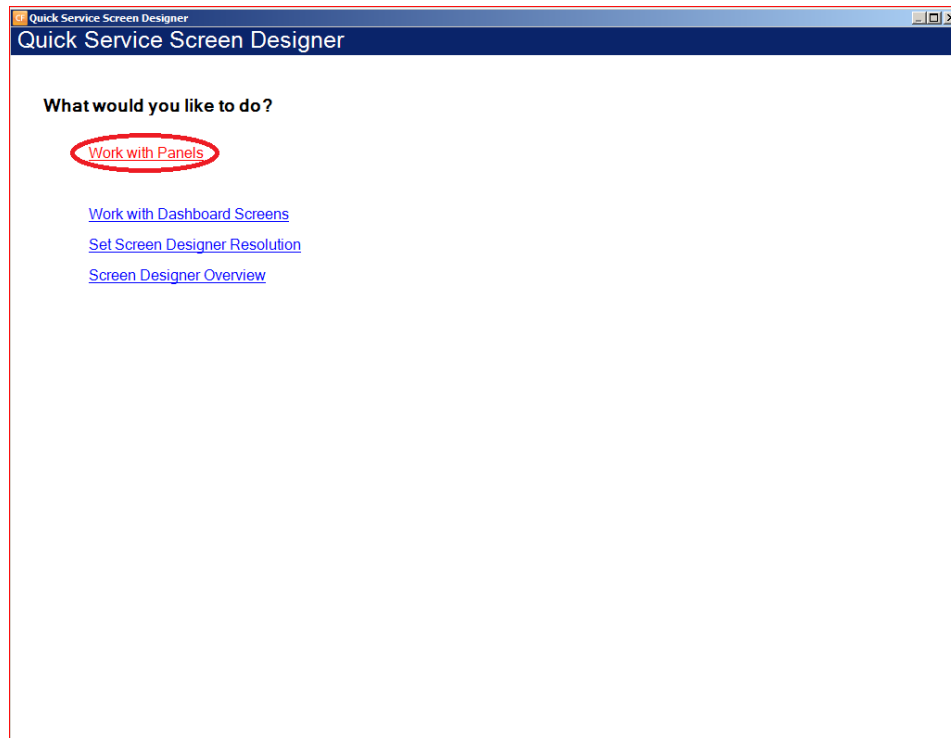 CF Quick Service Screen Designer
Quick Service Screen Designer
What would you like to do?
Work with Panels
Work with Dashboard Screens
Set Screen Designer Resolution
Screen Designer Overview